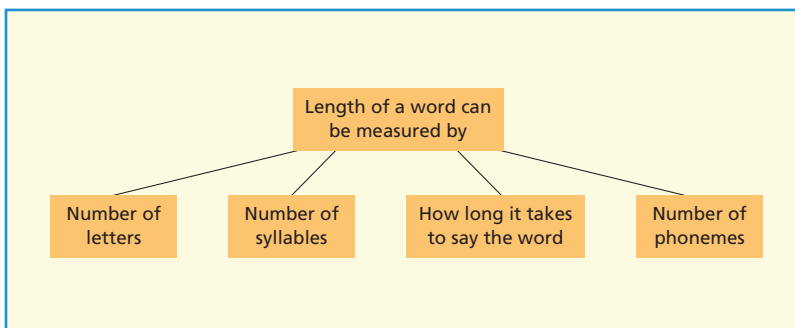 Length of a word can
be measured by
Number of
letters
Number of
syllables
How long it takes
to say the word
Number of
phonemes